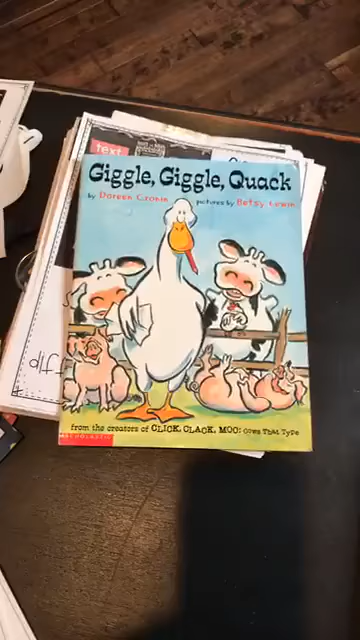 text
Giggle, Giggle, Quack
by Doreen Cronin pictures by Betsy Lewin
flip
from the creators of CLICK, CLACK, MOO: Cows That Type
SCHOLASTIC